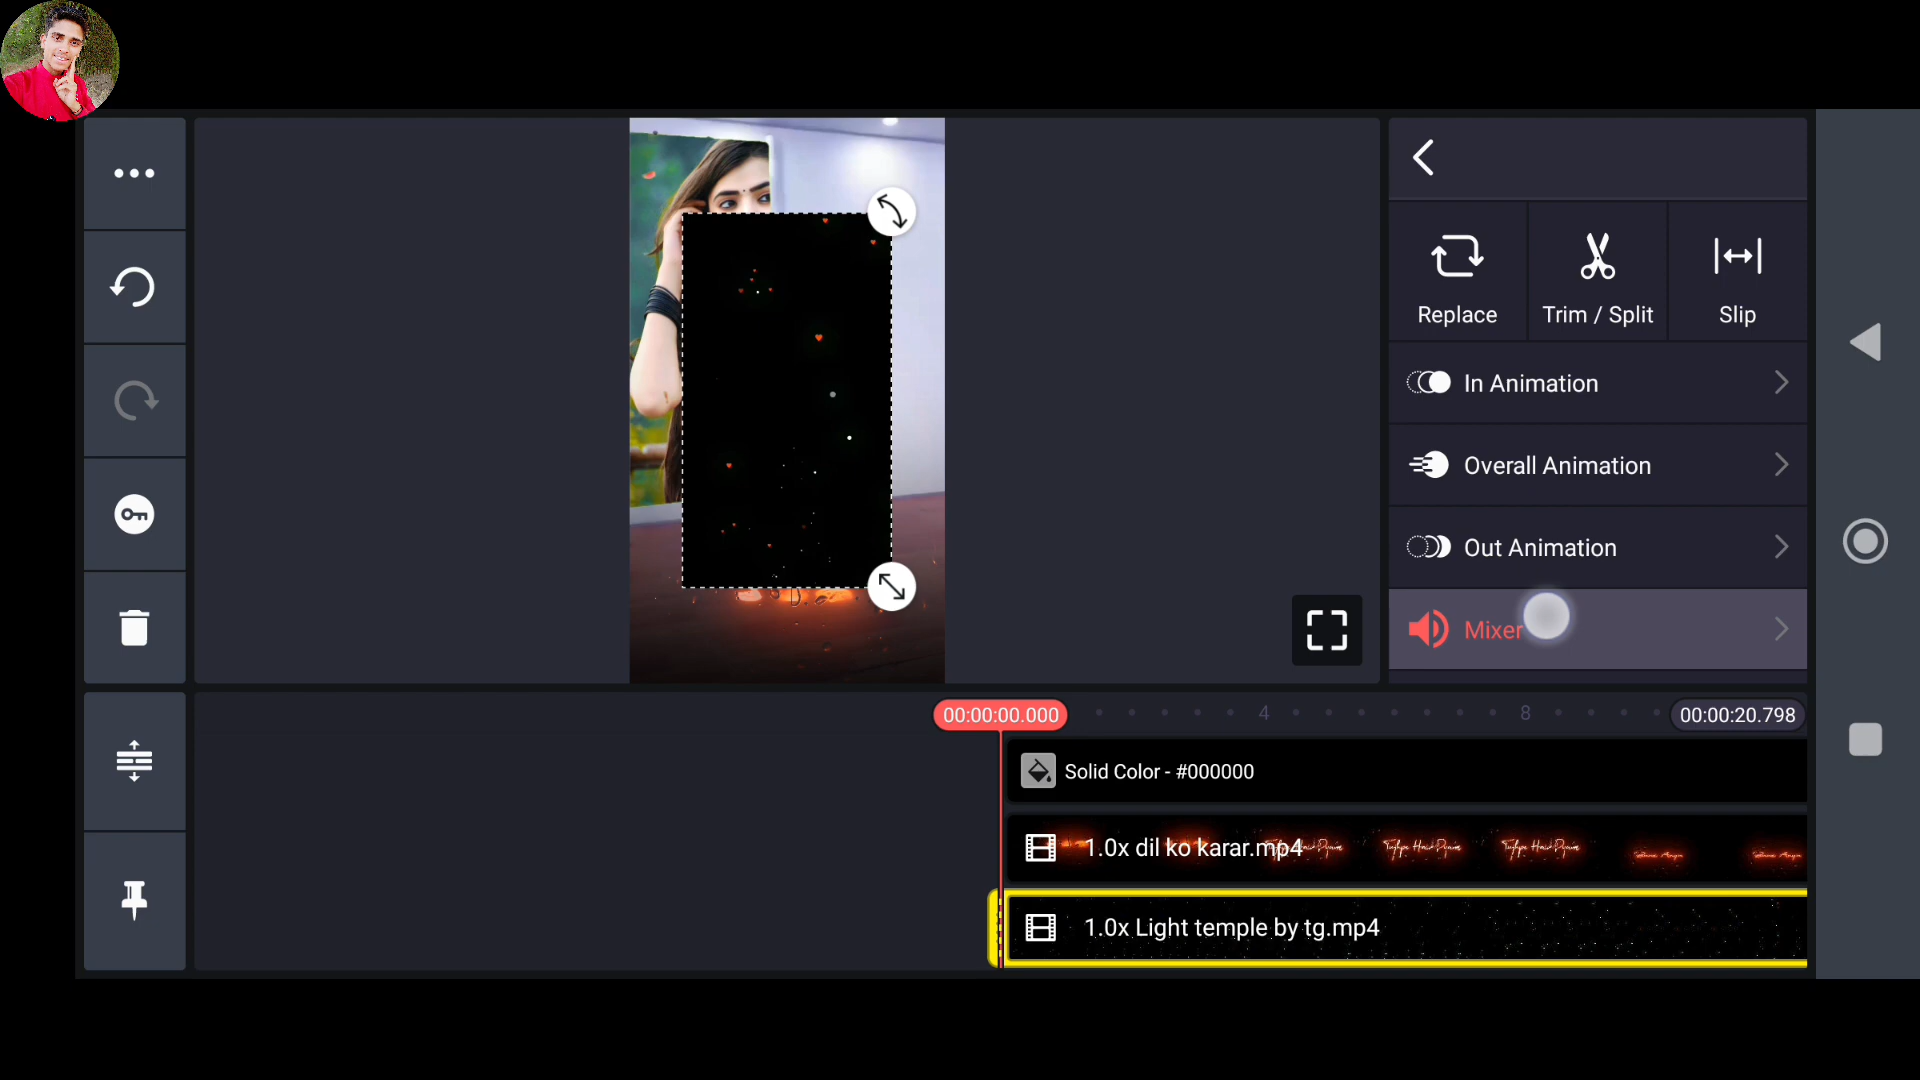 Replace
Trim / Split
Slip
In Animation
Overall Animation
Out Animation
Mixer
00:00:00.000
4
8
00:00:20.798
Solid Color - #000000
1.0x dil ko karar.mp4
1.0x Light temple by tg.mp4